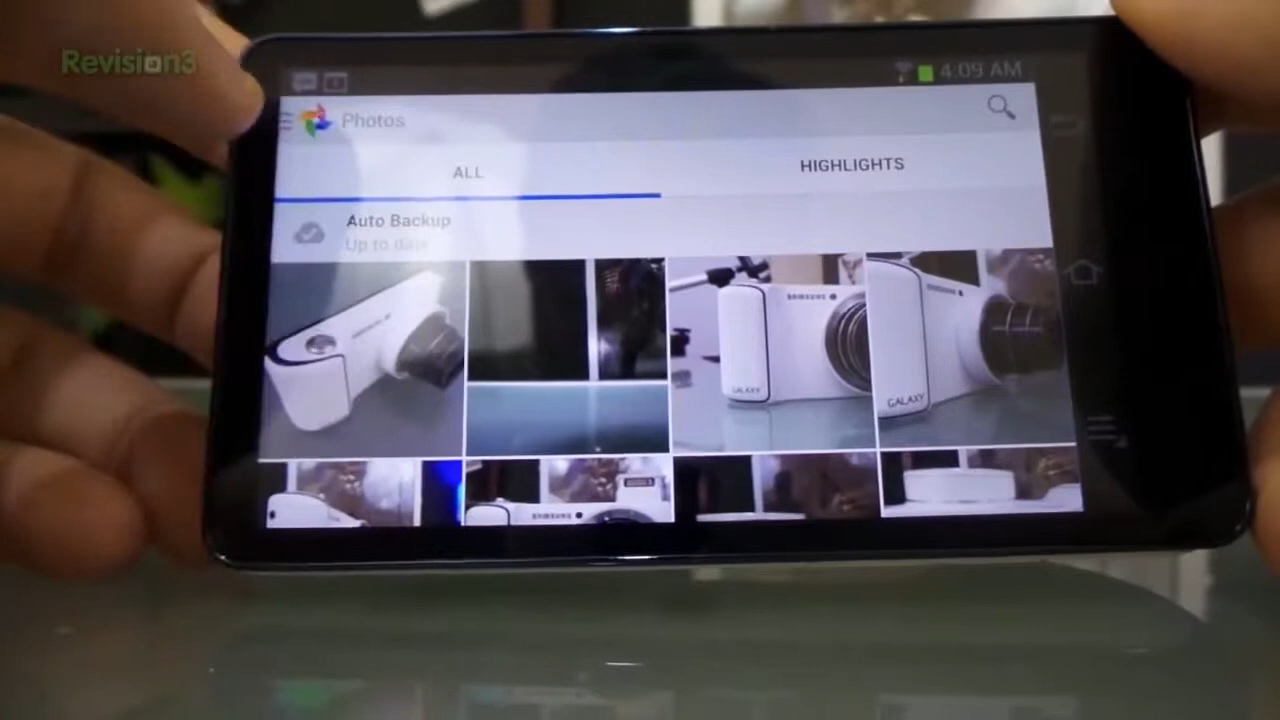 Revision3
4:09 AM
Photos
ALL
HIGHLIGHTS
Auto Backup
Up to date
SAMSUNG
GALAXY
GALAXY
SAMSUNG